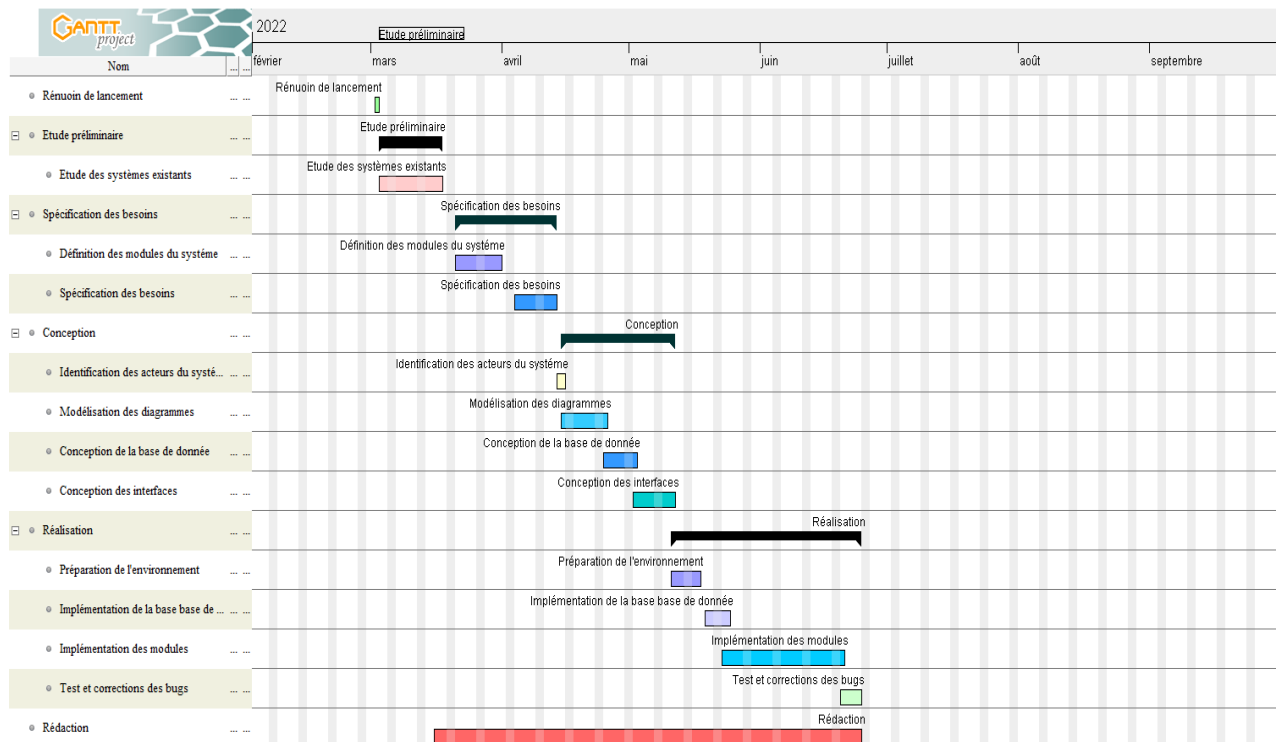 GANTT
project
2022
Etude préliminaire
Nom
... ...
février mars avril mai juin juillet août septembre
Rénuoin de lancement
... ...
Rénuoin de lancement
Etude préliminaire
... ...
Etude préliminaire
Etude des systèmes existants
... ...
Etude des systèmes existants
Spécification des besoins
... ...
Spécification des besoins
Définition des modules du systéme
... ...
Définition des modules du systéme
Spécification des besoins
... ...
Spécification des besoins
Conception
... ...
Conception
Identification des acteurs du systé...
... ...
Identification des acteurs du systéme
Modélisation des diagrammes
... ...
Modélisation des diagrammes
Conception de la base de donnée
... ...
Conception de la base de donnée
Conception des interfaces
... ...
Conception des interfaces
Réalisation
... ...
Réalisation
Préparation de l'environnement
... ...
Préparation de l'environnement
Implémentation de la base base de ...
... ...
Implémentation de la base base de donnée
Implémentation des modules
... ...
Implémentation des modules
Test et corrections des bugs
... ...
Test et corrections des bugs
Rédaction
... ...
Rédaction